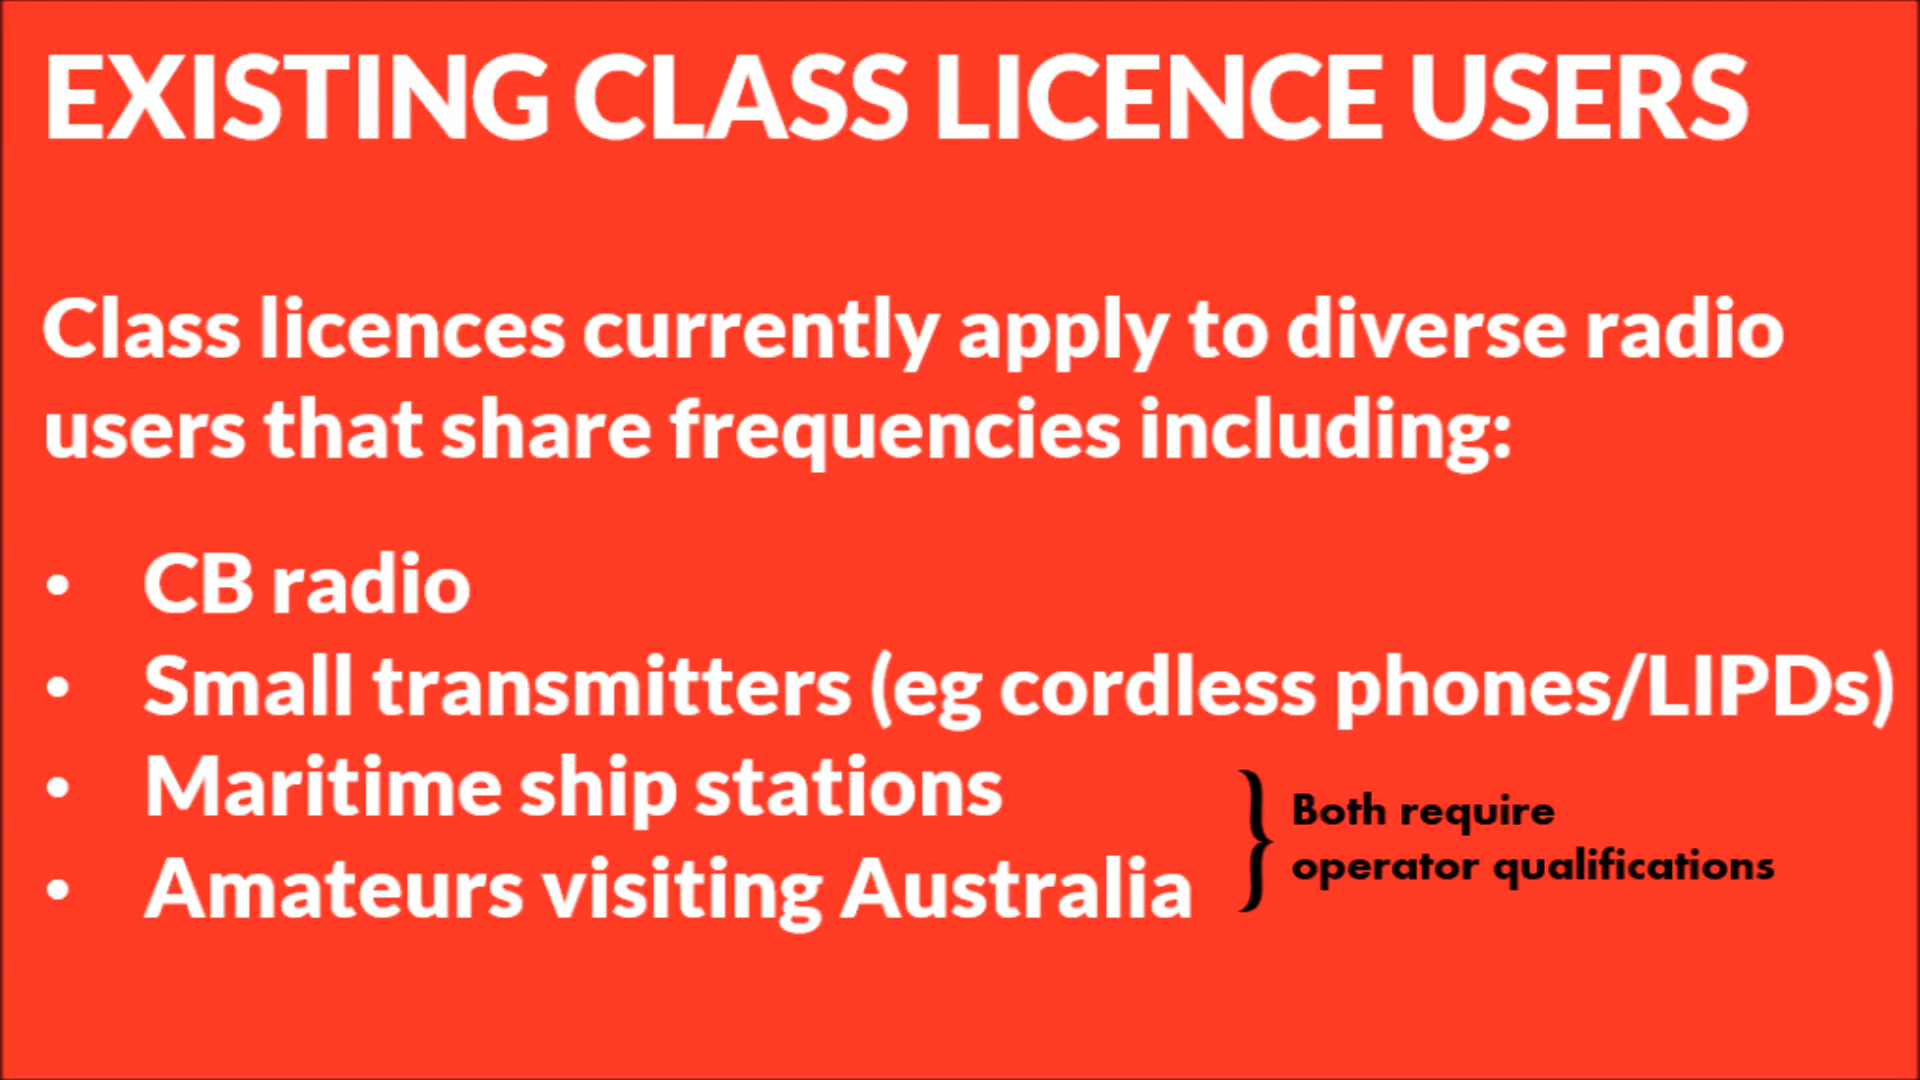 EXISTING CLASS LICENCE USERS
Class licences currently apply to diverse radio
users that share frequencies including:
• CB radio
• Small transmitters (eg cordless phones/LIPDs)
• Maritime ship stations
• Amateurs visiting Australia
} Both require
operator qualifications